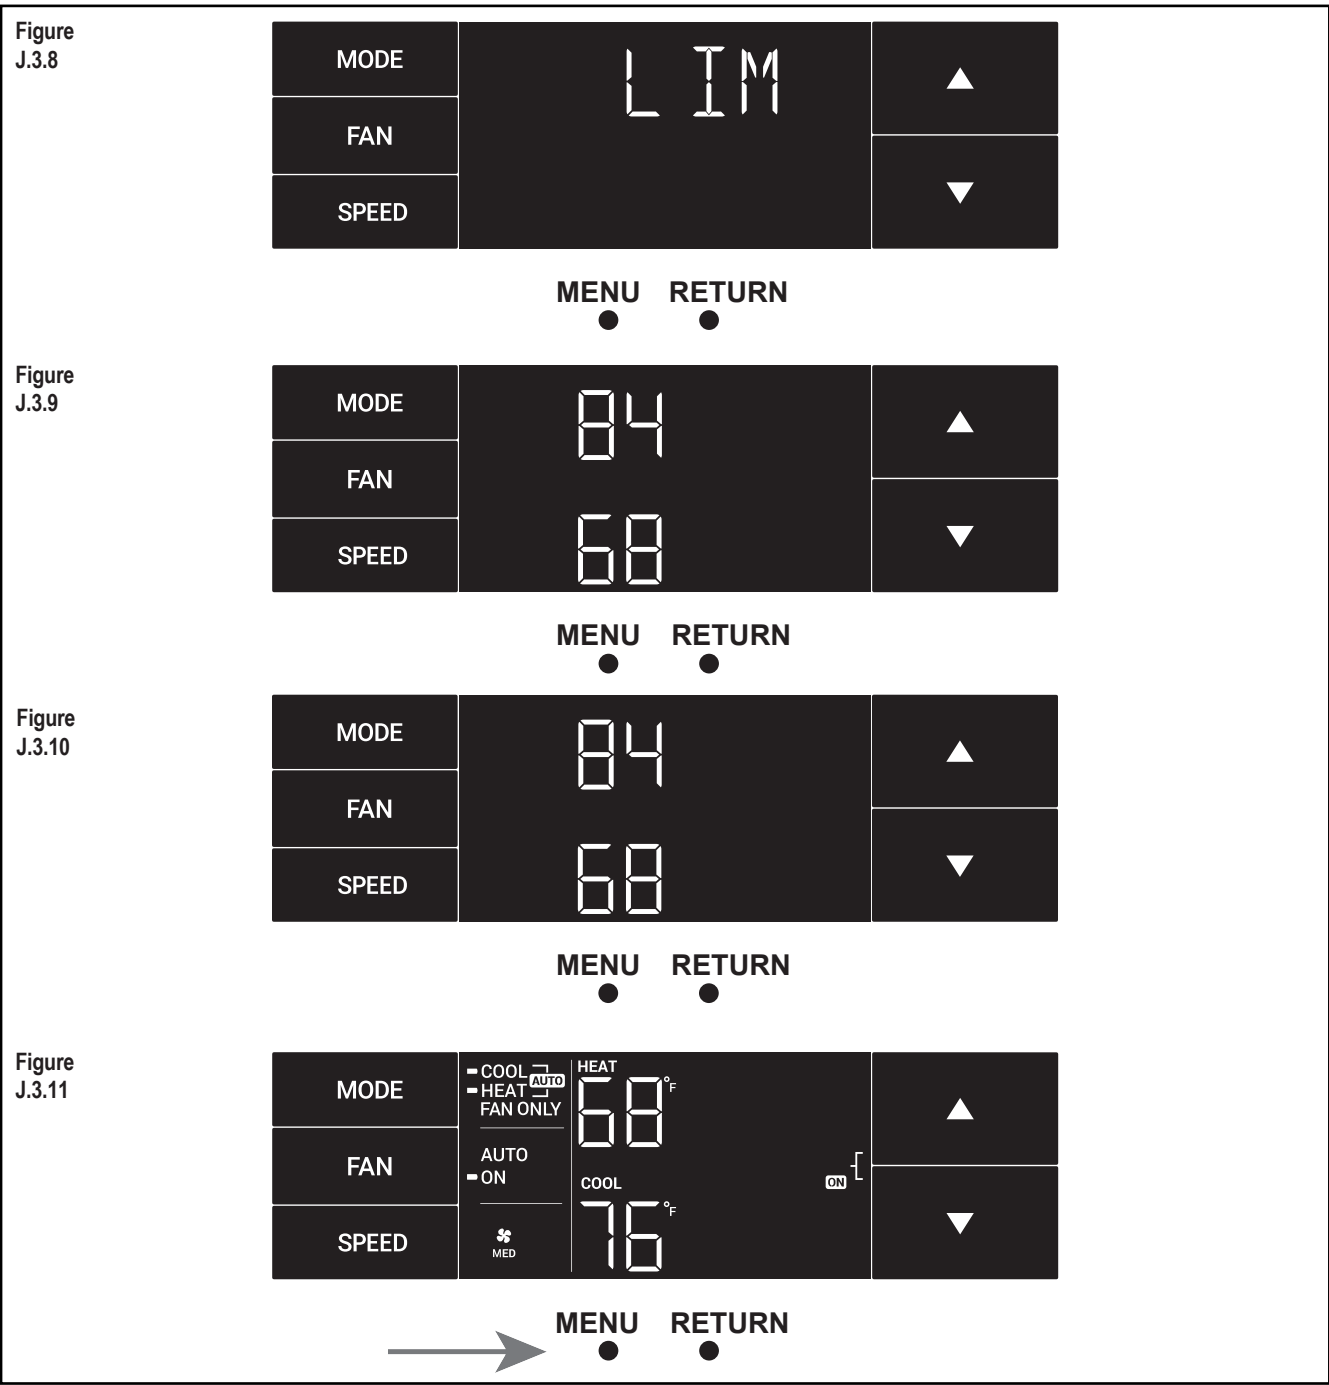 Figure
J.3.8
MODE
FAN
SPEED
LIM
▲
▼
MENU RETURN
Figure
J.3.9
MODE
FAN
SPEED
84
68
▲
▼
MENU RETURN
Figure
J.3.10
MODE
FAN
SPEED
84
68
▲
▼
MENU RETURN
Figure
J.3.11
MODE
FAN
SPEED
COOL
HEAT
AUTO
FAN ONLY
AUTO
ON
MED
HEAT
68°F
COOL
76°F
ON
▲
▼
MENU RETURN